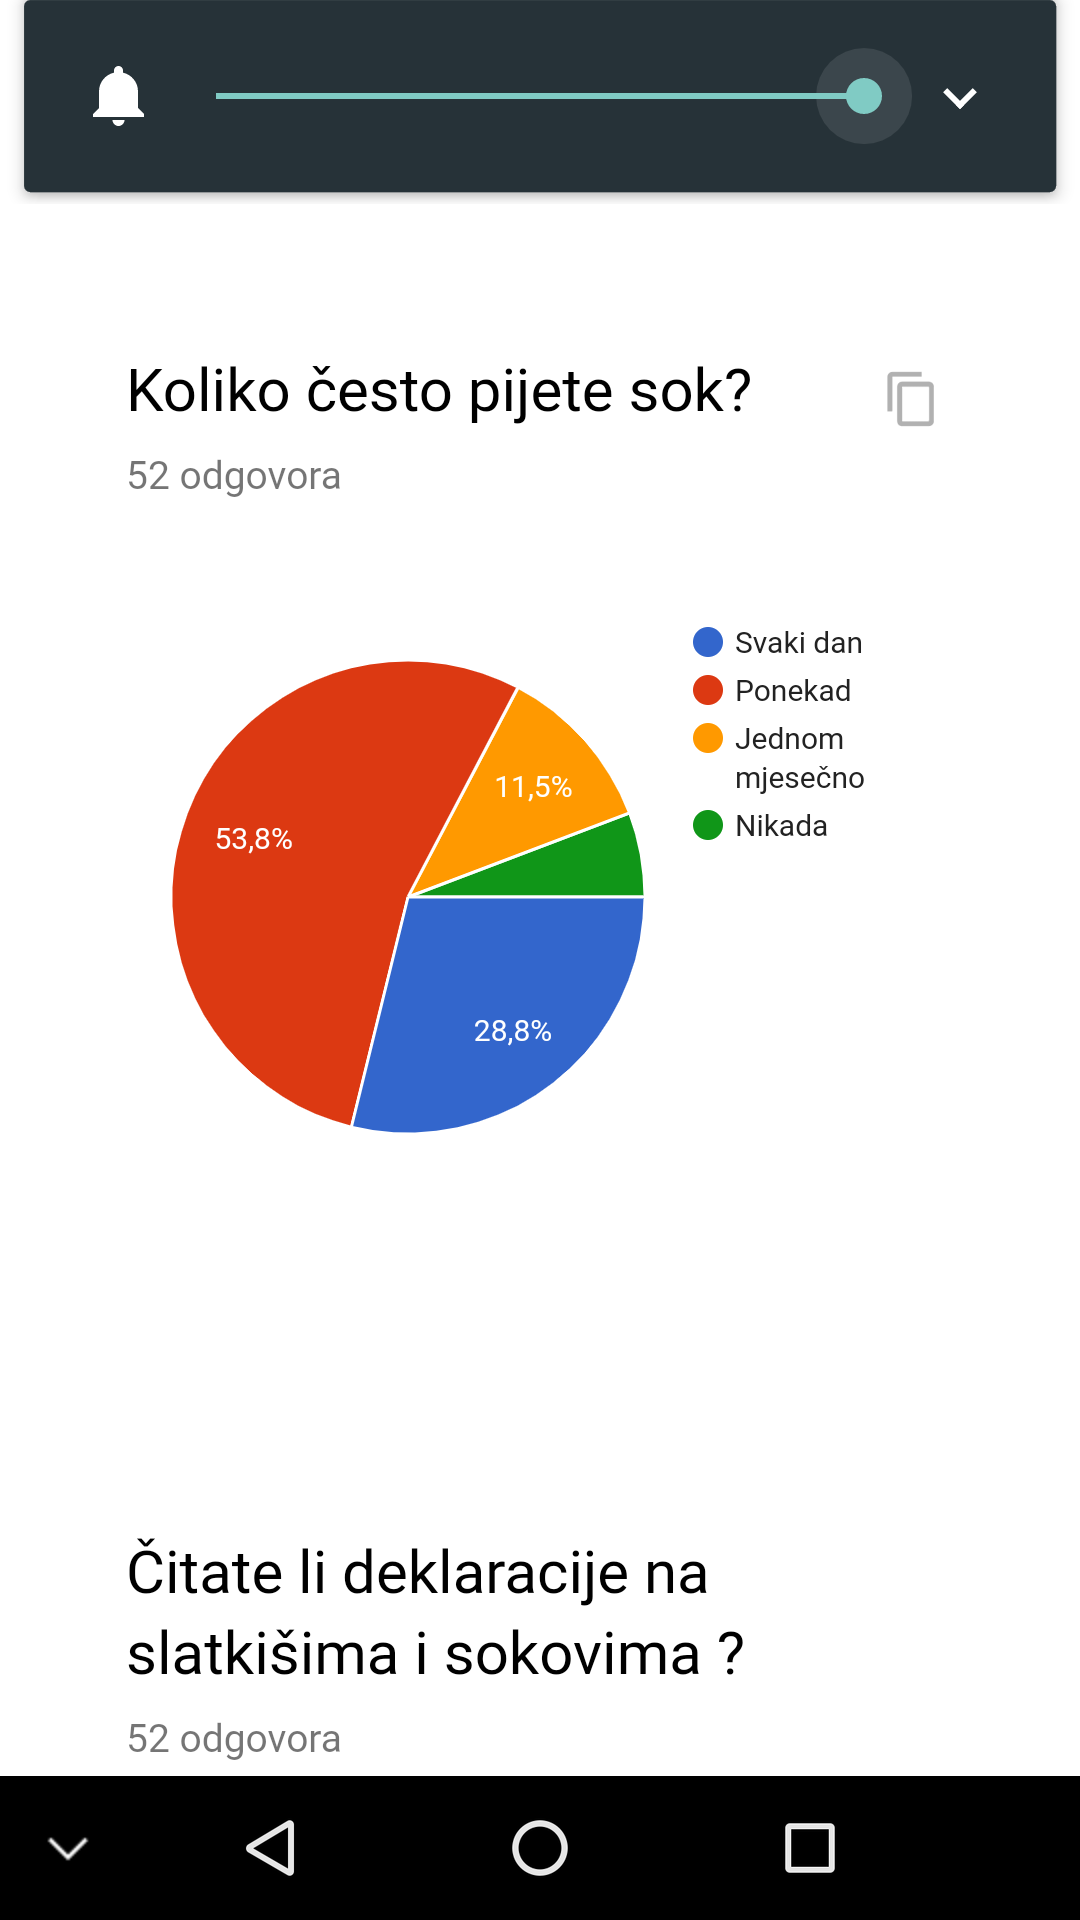 Koliko često pijete sok?
52 odgovora
Svaki dan
Ponekad
Jednom
mjesečno
Nikada
11,5%
53,8%
28,8%
Čitate li deklaracije na
slatkišima i sokovima ?
52 odgovora